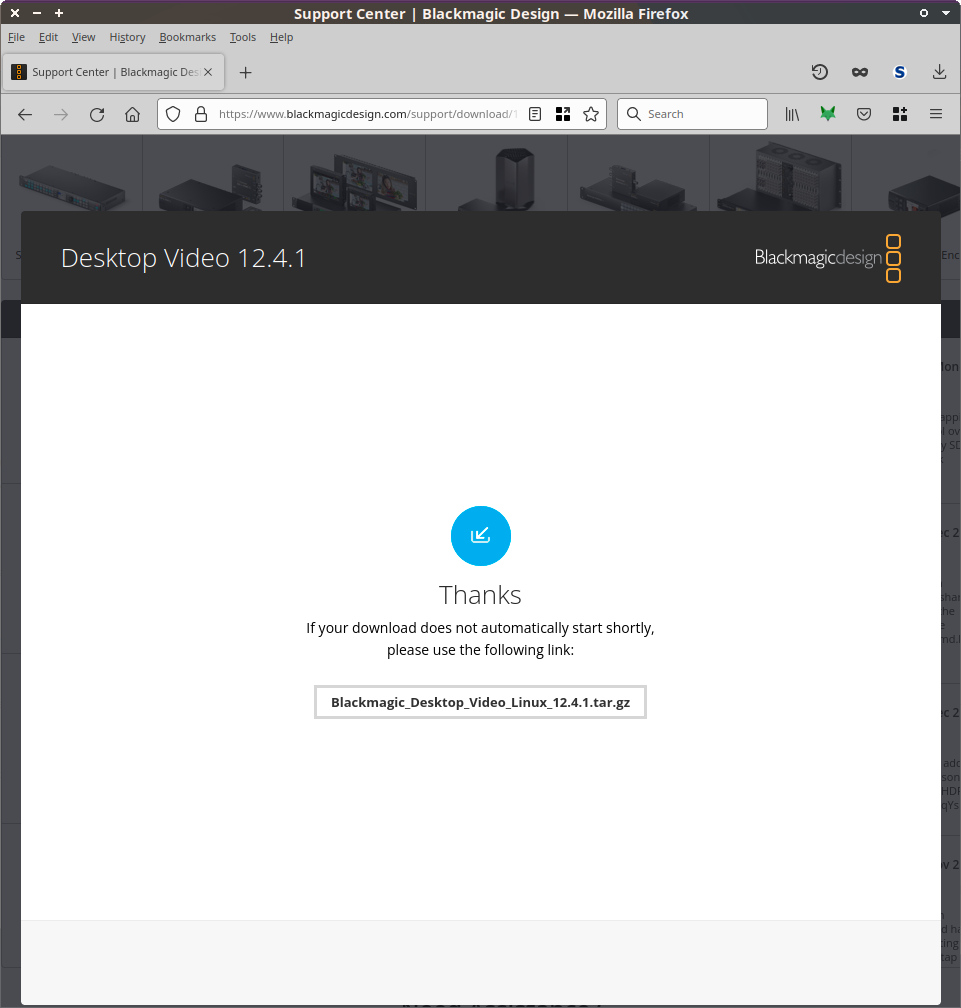 Support Center | Blackmagic Design — Mozilla Firefox
File Edit View History Bookmarks Tools Help
Support Center | Blackmagic Des
https://www.blackmagicdesign.com/support/download/1
Search
S
Enc
Desktop Video 12.4.1
Blackmagicdesign
Thanks
If your download does not automatically start shortly,
please use the following link:
Blackmagic_Desktop_Video_Linux_12.4.1.tar.gz